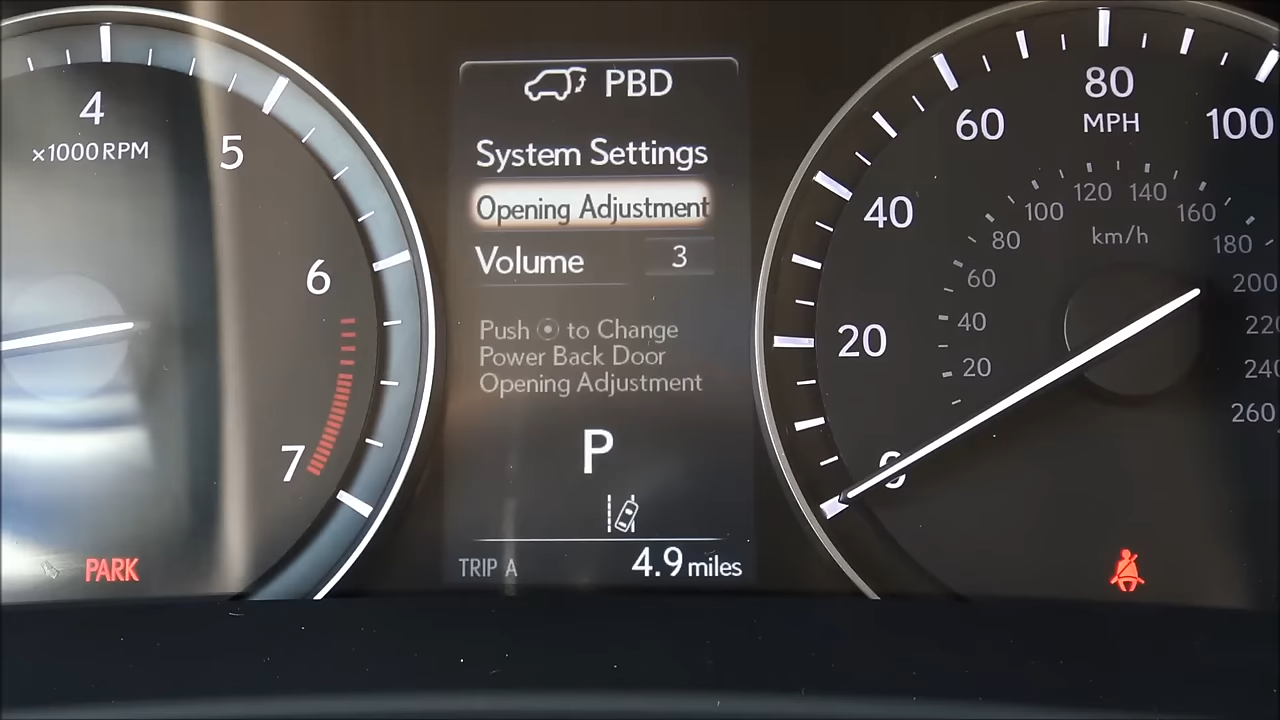 4
x1000 RPM
5
6
7
PARK
PBD
System Settings
Opening Adjustment
Volume 3
Push to Change
Power Back Door
Opening Adjustment
P
TRIP A 4.9 miles
0
20
40
60
80
100
MPH
20
40
60
80
100
120
140
160
180
200
220
240
260
km/h